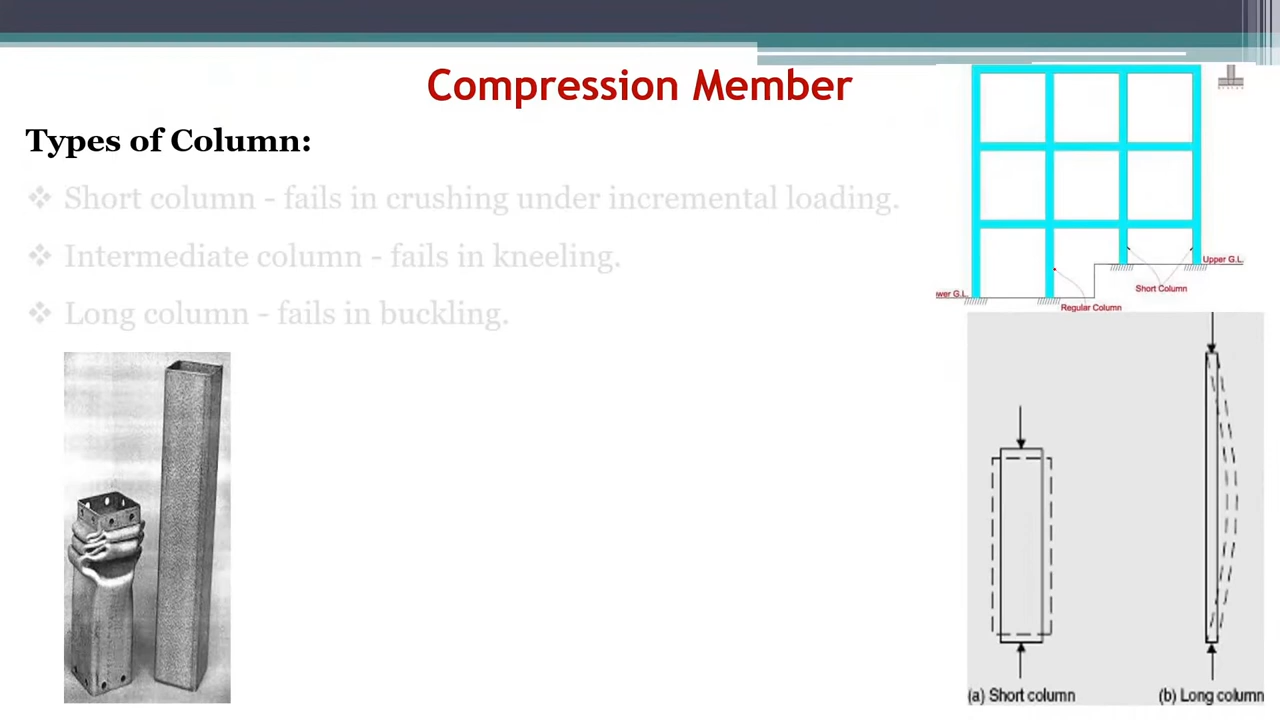 Compression Member
Types of Column:
❖ Short column - fails in crushing under incremental loading.
❖ Intermediate column - fails in kneeling.
❖ Long column - fails in buckling.
Upper G.L.
Short Column
wer G.L.
Regular Column
(a) Short column
(b) Long column